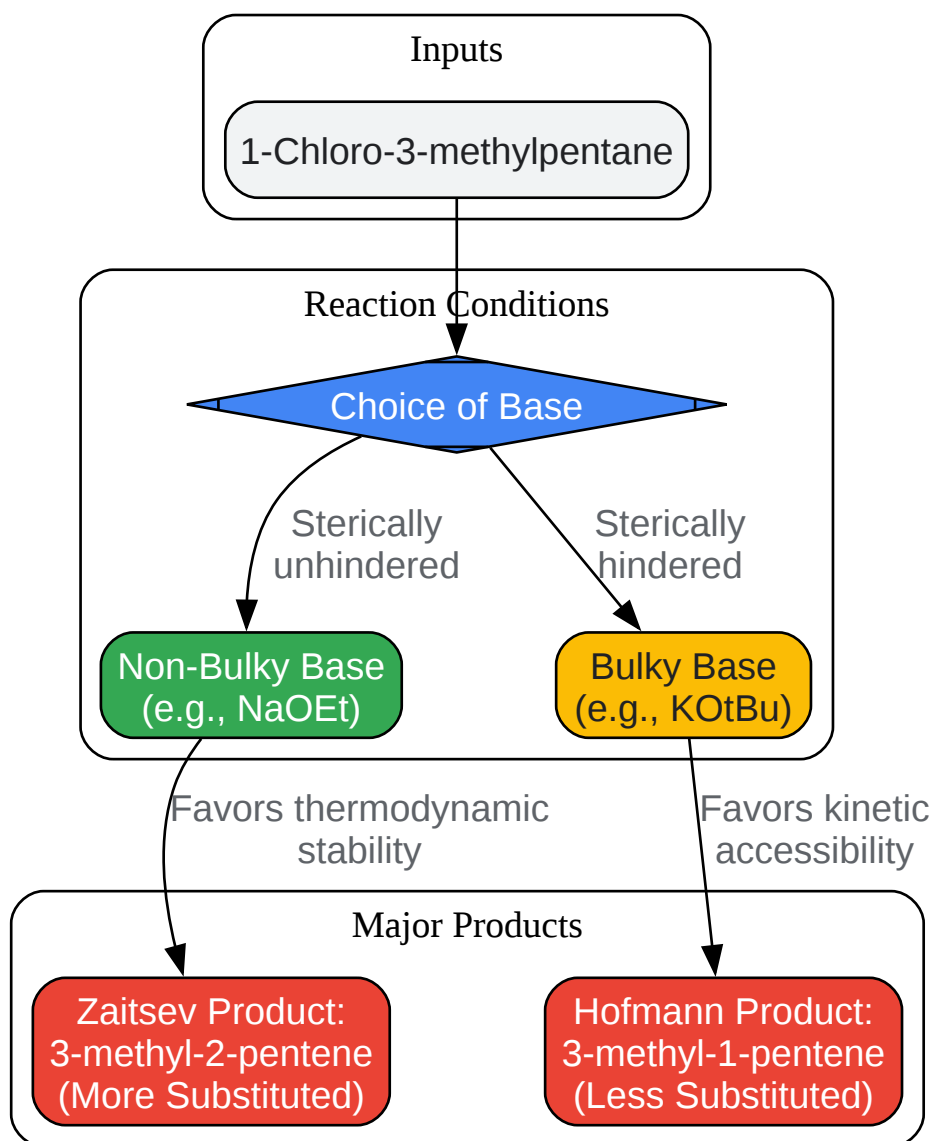 Inputs
1-Chloro-3-methylpentane
Reaction Conditions
Choice of Base
Sterically
unhindered
Sterically
hindered
Non-Bulky Base
(e.g., NaOEt)
Bulky Base
(e.g., KOtBu)
Favors thermodynamic
stability
Favors kinetic
accessibility
Major Products
Zaitsev Product:
3-methyl-2-pentene
(More Substituted)
Hofmann Product:
3-methyl-1-pentene
(Less Substituted)